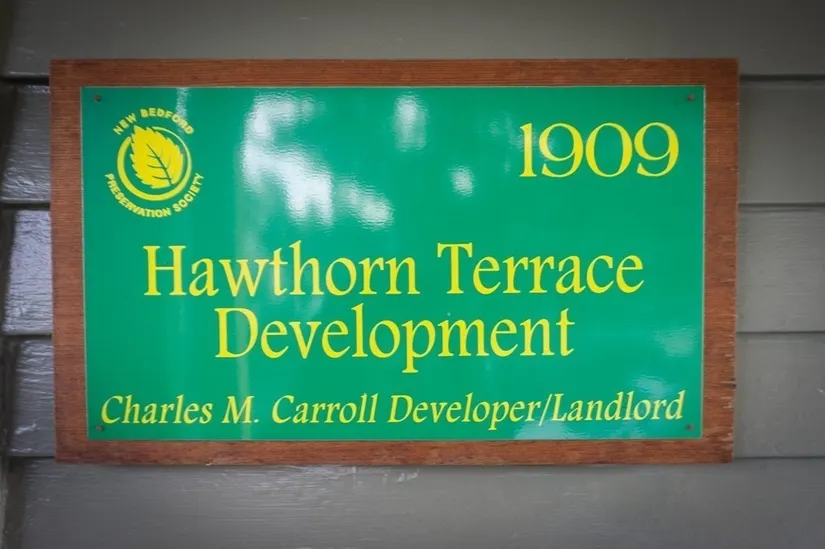 NEW BEDFORD
PRESERVATION SOCIETY
1909
Hawthorn Terrace
Development
Charles M. Carroll Developer/Landlord